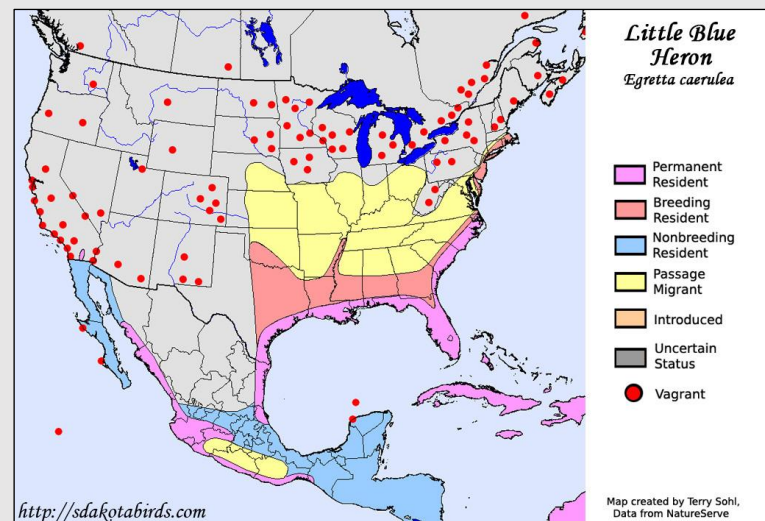 Little Blue
Heron
Egretta caerulea
Permanent
Resident
Breeding
Resident
Nonbreeding
Resident
Passage
Migrant
Introduced
Uncertain
Status
Vagrant
http://sdakotabirds.com
Map created by Terry Sohl,
Data from NatureServe